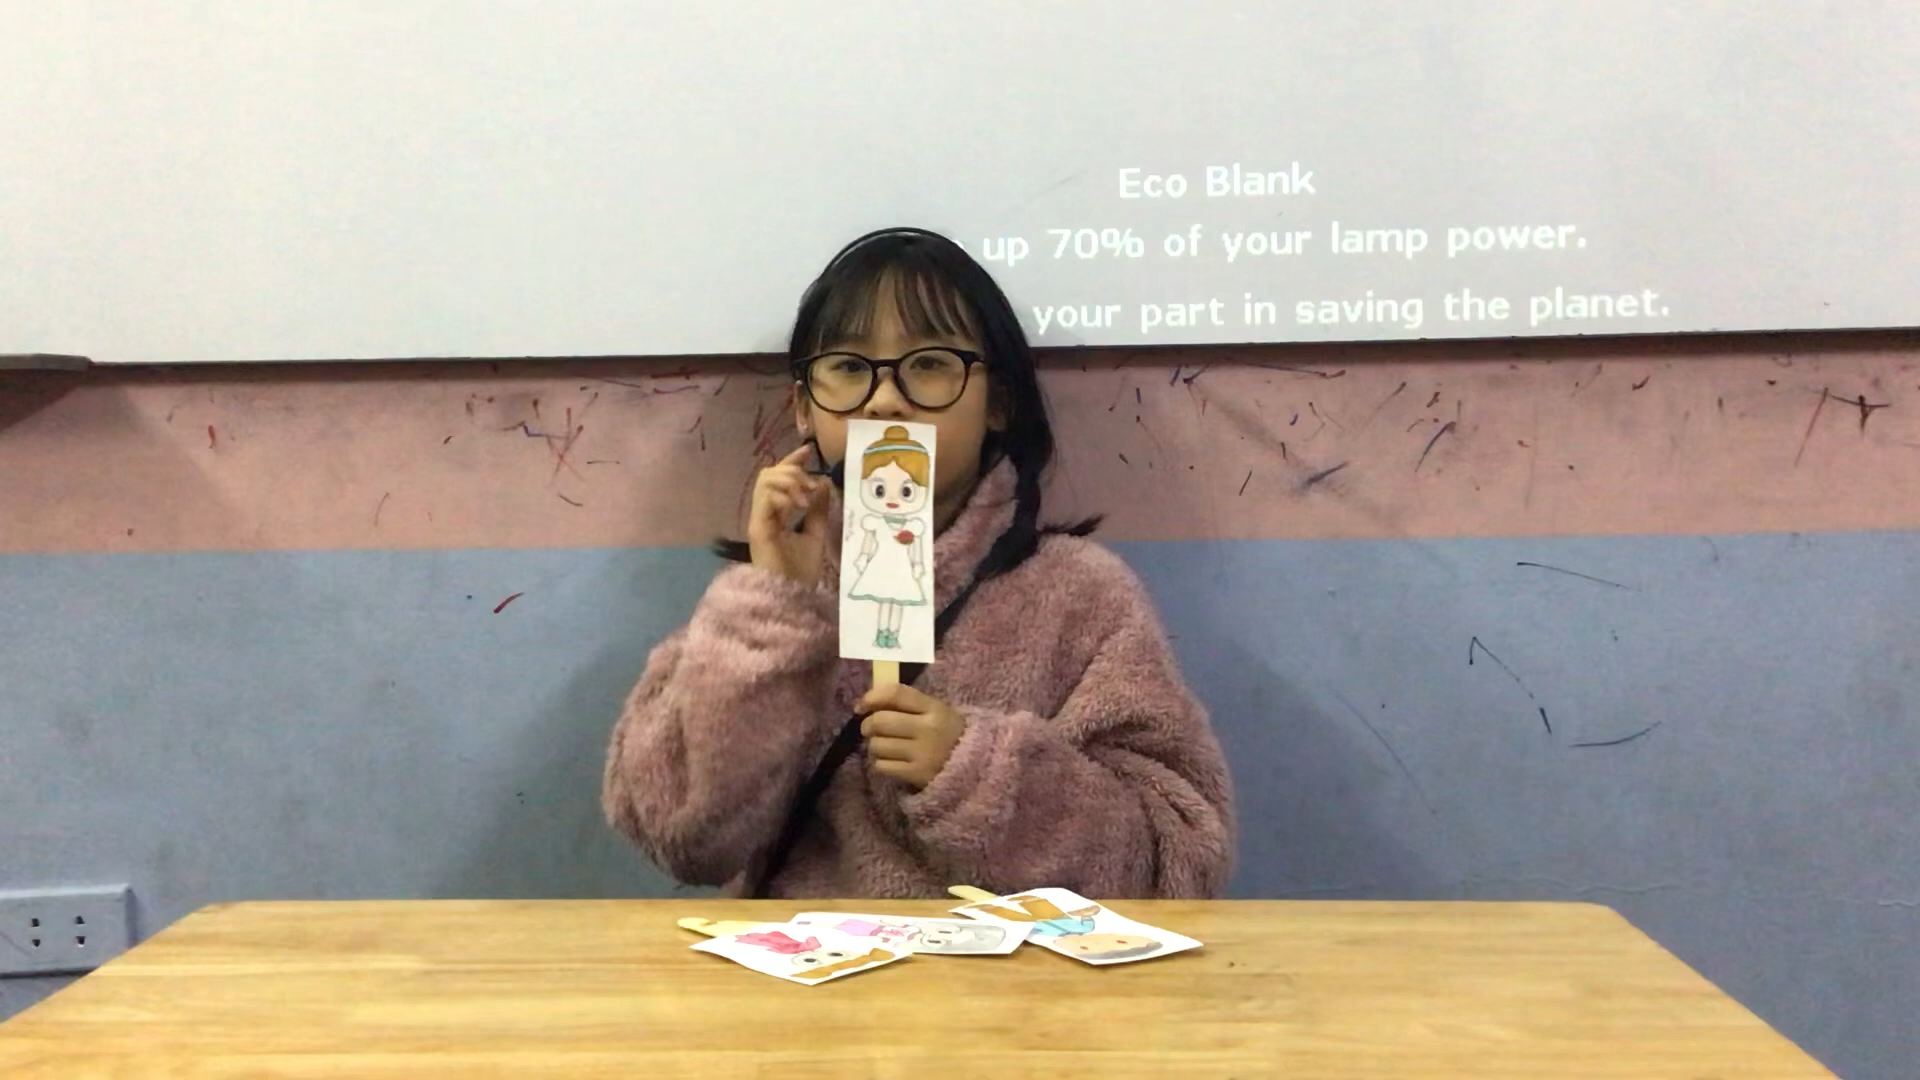 Eco Blank
up 70% of your lamp power.
your part in saving the planet.